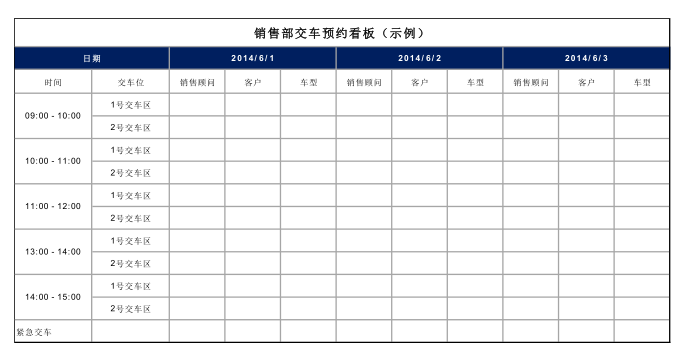 销售部交车预约看板（示例）
日期 2014/6/1 2014/6/2 2014/6/3
时间 交车位 销售顾问 客户 车型 销售顾问 客户 车型 销售顾问 客户 车型
09:00 - 10:00 1号交车区
2号交车区
10:00 - 11:00 1号交车区
2号交车区
11:00 - 12:00 1号交车区
2号交车区
13:00 - 14:00 1号交车区
2号交车区
14:00 - 15:00 1号交车区
2号交车区
紧急交车